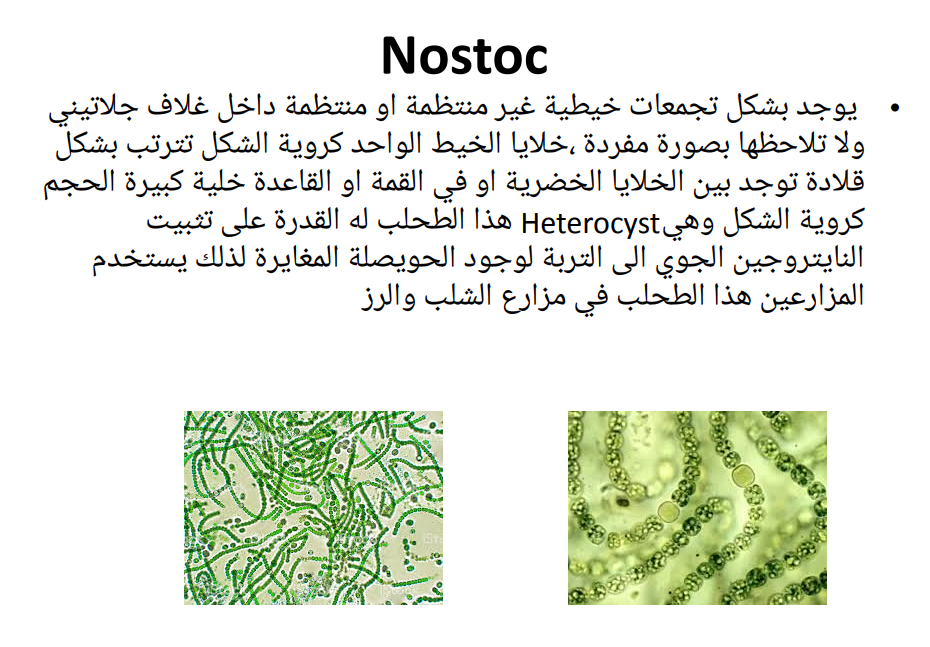 Nostoc
• يوجد بشكل تجمعات خيطية غير منتظمة او منتظمة داخل غلاف جلاتيني
ولا تلاحظها بصورة مفردة ،خلايا الخيط الواحد كروية الشكل تترتب بشكل
قلادة توجد بين الخلايا الخضرية او في القمة او القاعدة خلية كبيرة الحجم
كروية الشكل وهيHeterocyst هذا الطحلب له القدرة على تثبيت
النايتروجين الجوي الى التربة لوجود الحويصلة المغايرة لذلك يستخدم
المزارعين هذا الطحلب في مزارع الشلب والرز